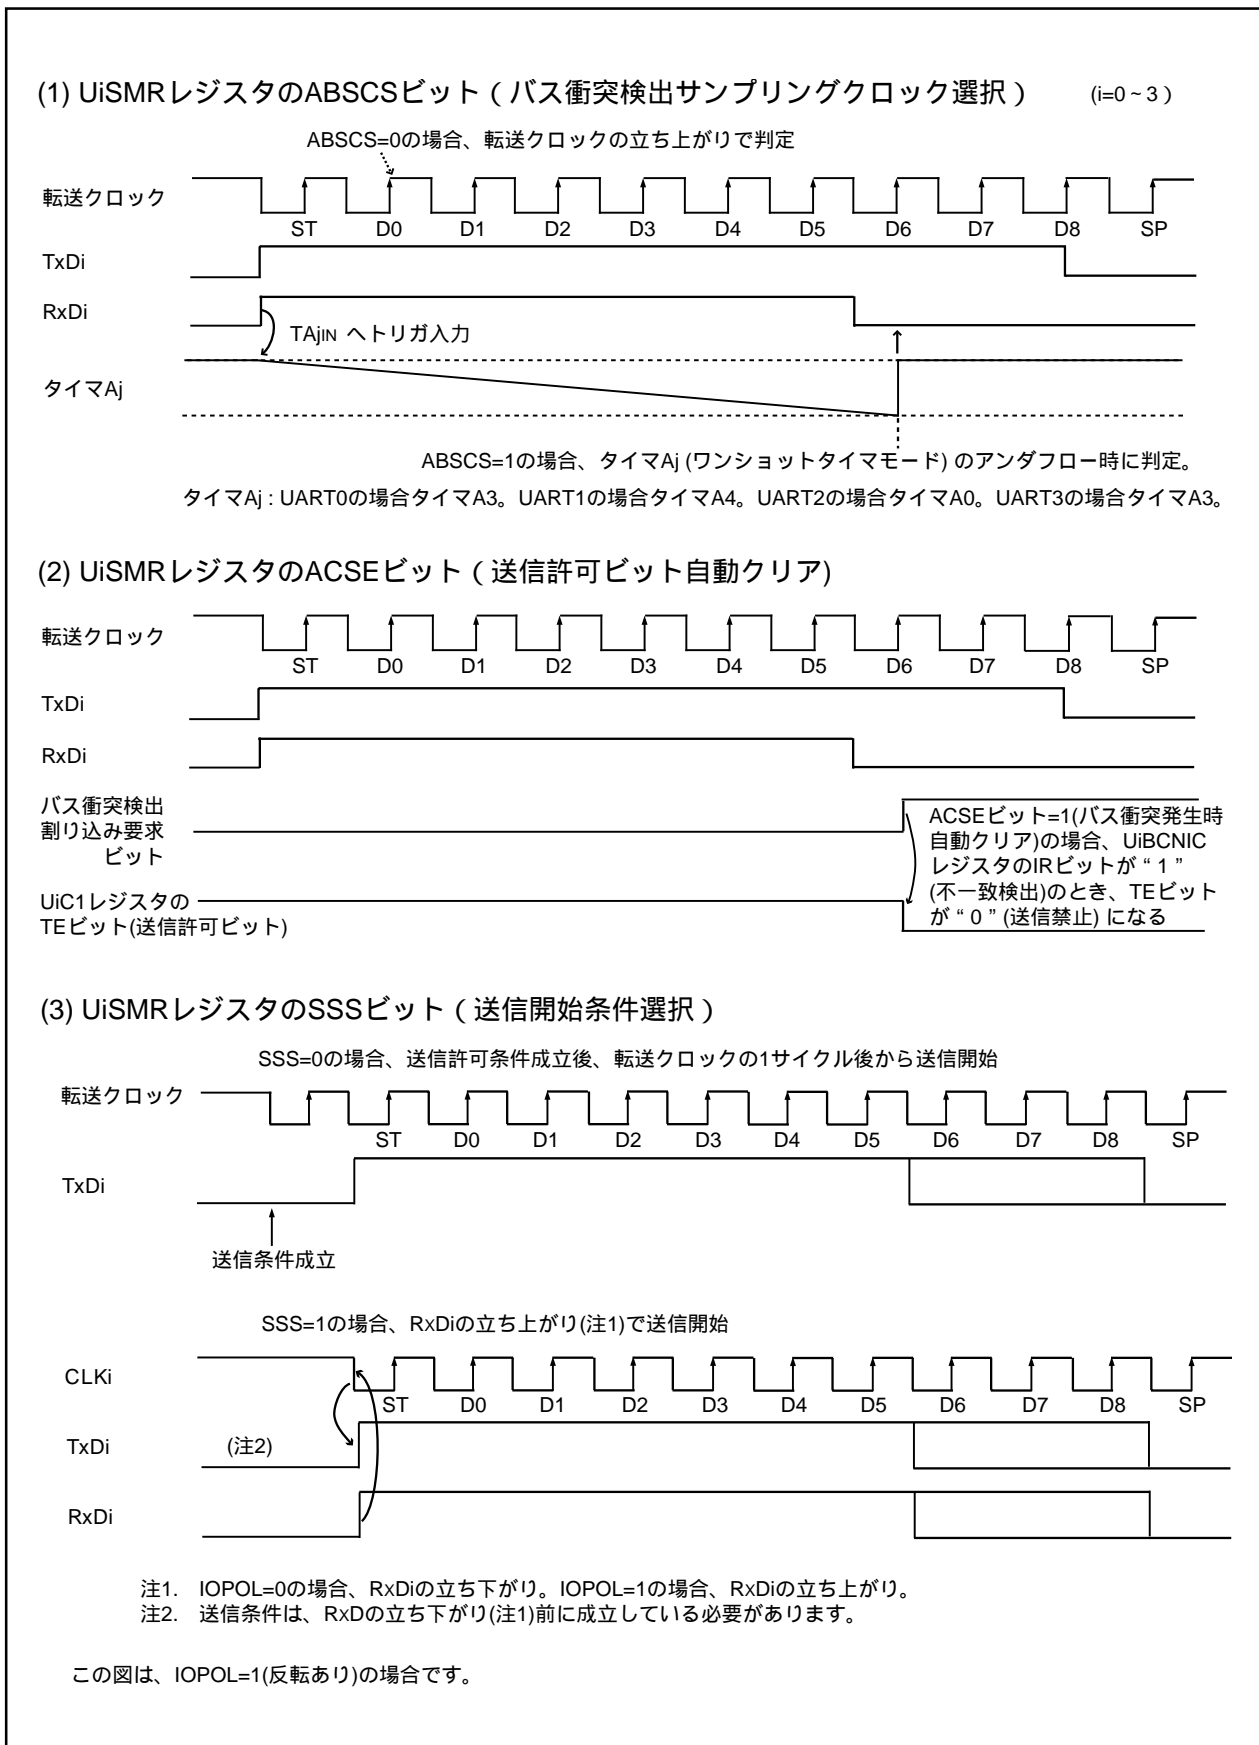 (1) UiSMRレジスタのABSCSビット ( バス衝突検出サンプリングクロック選択 ) (i=0 ~ 3 )
ABSCS=0の場合、転送クロックの立ち上がりで判定
転送クロック
ST D0 D1 D2 D3 D4 D5 D6 D7 D8 SP
TxDi
RxDi
TAjIN へトリガ入力
タイマAj
ABSCS=1の場合、タイマAj (ワンショットタイマモード) のアンダフロー時に判定。
タイマAj : UART0の場合タイマA3。UART1の場合タイマA4。UART2の場合タイマA0。UART3の場合タイマA3。
(2) UiSMRレジスタのACSEビット ( 送信許可ビット自動クリア)
転送クロック
ST D0 D1 D2 D3 D4 D5 D6 D7 D8 SP
TxDi
RxDi
バス衝突検出
割り込み要求
ビット
ACSEビット=1(バス衝突発生時
自動クリア)の場合、UiBCNIC
レジスタのIRビットが “ 1 ”
(不一致検出)のとき、TEビット
が “ 0 ” (送信禁止) になる
UiC1レジスタの
TEビット(送信許可ビット)
(3) UiSMRレジスタのSSSビット ( 送信開始条件選択 )
SSS=0の場合、送信許可条件成立後、転送クロックの1サイクル後から送信開始
転送クロック
ST D0 D1 D2 D3 D4 D5 D6 D7 D8 SP
TxDi
送信条件成立
SSS=1の場合、RxDiの立ち上がり(注1)で送信開始
CLKi
ST D0 D1 D2 D3 D4 D5 D6 D7 D8 SP
TxDi (注2)
RxDi
注1. IOPOL=0の場合、RxDiの立ち下がり。IOPOL=1の場合、RxDiの立ち上がり。
注2. 送信条件は、RxDの立ち下がり(注1)前に成立している必要があります。
この図は、IOPOL=1(反転あり)の場合です。